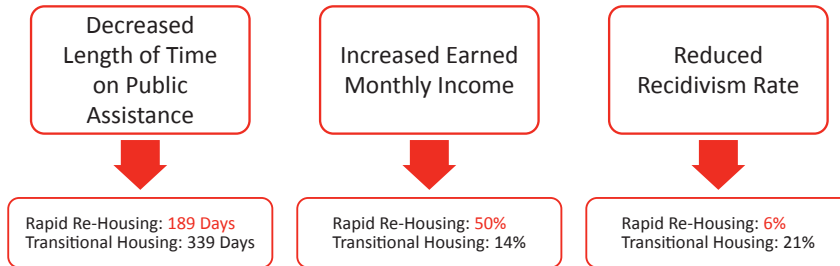 Decreased
Length of Time
on Public
Assistance
Increased Earned
Monthly Income
Reduced
Recidivism Rate
Rapid Re-Housing: 189 Days
Transitional Housing: 339 Days
Rapid Re-Housing: 50%
Transitional Housing: 14%
Rapid Re-Housing: 6%
Transitional Housing: 21%